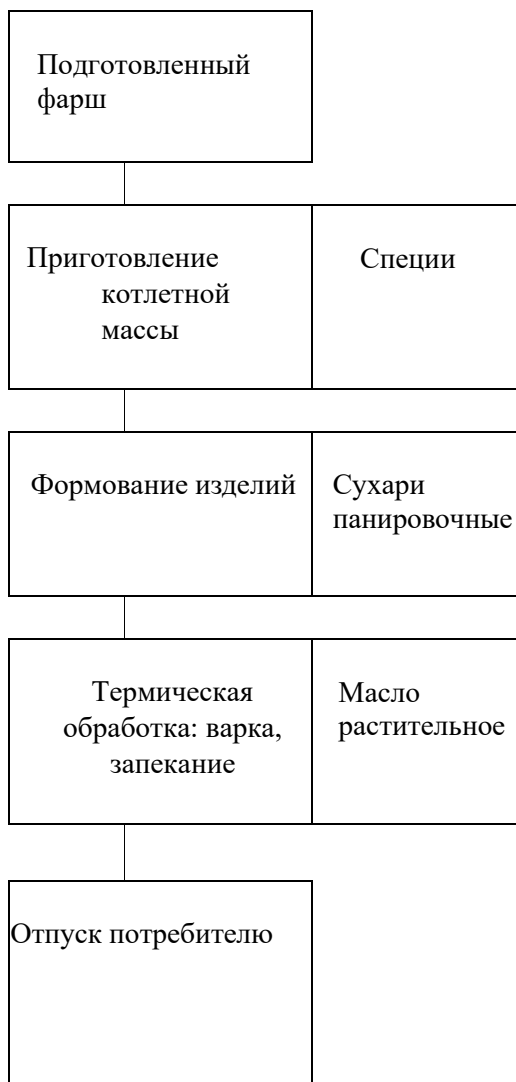 Подготовленный
фарш
Приготовление
котлетной
массы
Специи
Формование изделий
Сухари
панировочные
Термическая
обработка: варка,
запекание
Масло
растительное
Отпуск потребителю